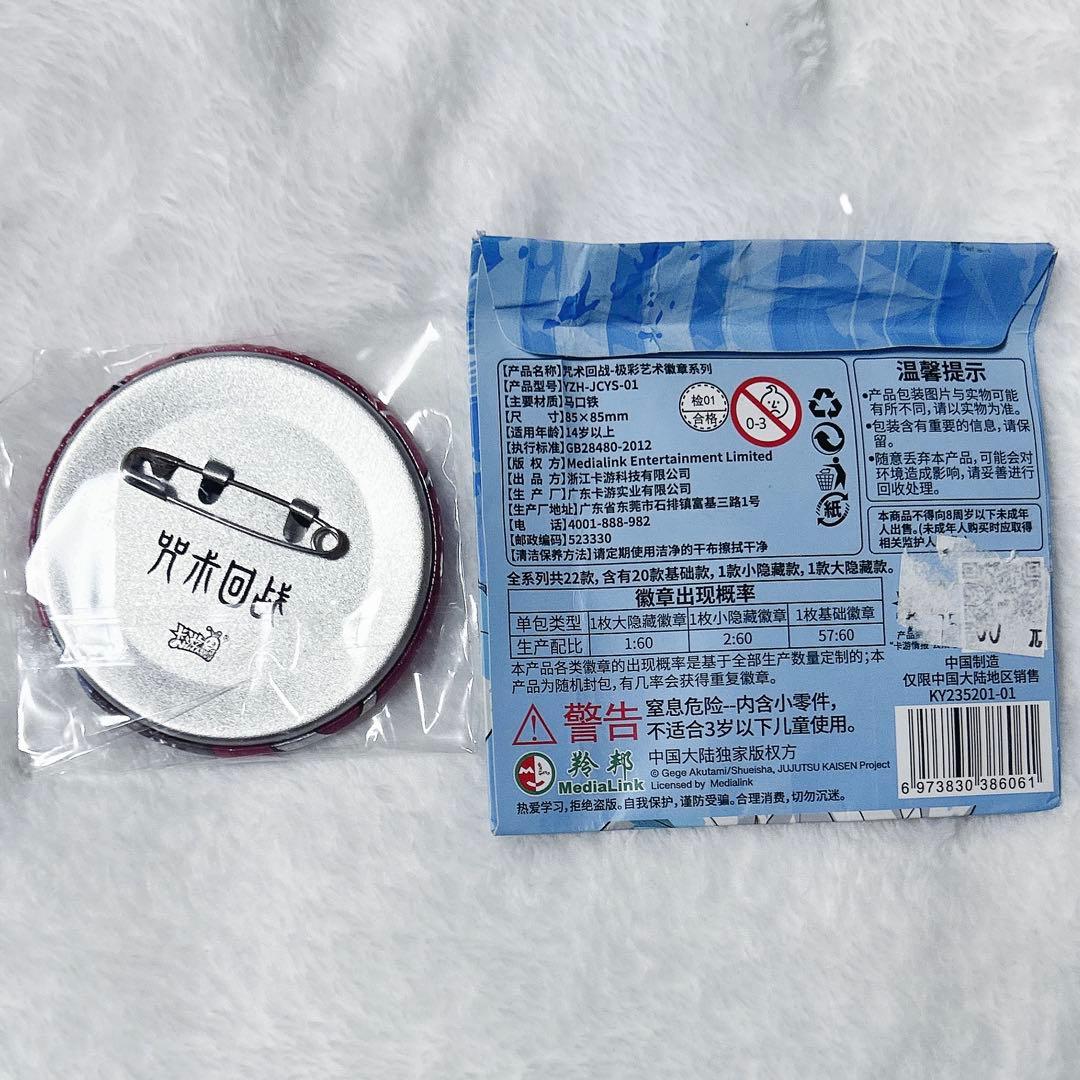 咒术回战
【产品名称】咒术回战-极彩艺术徽章系列
【产品型号】YZH-JCYS-01
【主要材质】马口铁
【尺 寸】85×85mm
【适用年龄】14岁以上
【执行标准】GB28480-2012
【版 权 方】Medialink Entertainment Limited
【出 品 方】浙江卡游科技有限公司
【生 产 厂】广东卡游实业有限公司
【生产厂地址】广东省东莞市石排镇富基三路1号
【电 话】4001-888-982
【邮政编码】523330
【清洁保养方法】请定期使用洁净的干布擦拭干净
检01
合格
0-3
紙
温馨提示
•产品包装图片与实物可能
有所不同,请以实物为准。
•包装含有重要的信息,请保
留。
•随意丢弃本产品,可能会对
环境造成影响,请妥善进行
回收处理。
本商品不得向8周岁以下未成年
人出售。(未成年人购买时应取得
相关监护人
全系列共22款,含有20款基础款,1款小隐藏款,1款大隐藏款。
徽章出现概率
单包类型 1枚大隐藏徽章 1枚小隐藏徽章 1枚基础徽章
生产配比 1:60 2:60 57:60
本产品各类徽章的出现概率是基于全部生产数量定制的;本
产品为随机封包,有几率会获得重复徽章。
警告
窒息危险--内含小零件,
不适合3岁以下儿童使用。
羚邦
MediaLink
中国大陆独家版权方
© Gege Akutami/Shueisha, JUJUTSU KAISEN Project
Licensed by Medialink
热爱学习,拒绝盗版。自我保护,谨防受骗。合理消费,切勿沉迷。
中国制造
仅限中国大陆地区销售
KY235201-01
6 973830 386061